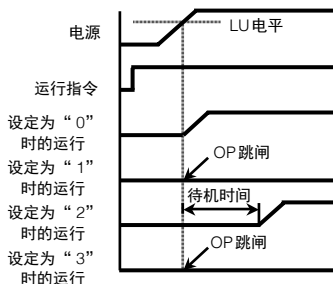 电源
LU电平
运行指令
设定为“0”
时的运行
OP跳闸
设定为“1”
时的运行
待机时间
设定为“2”
时的运行
OP跳闸
设定为“3”
时的运行